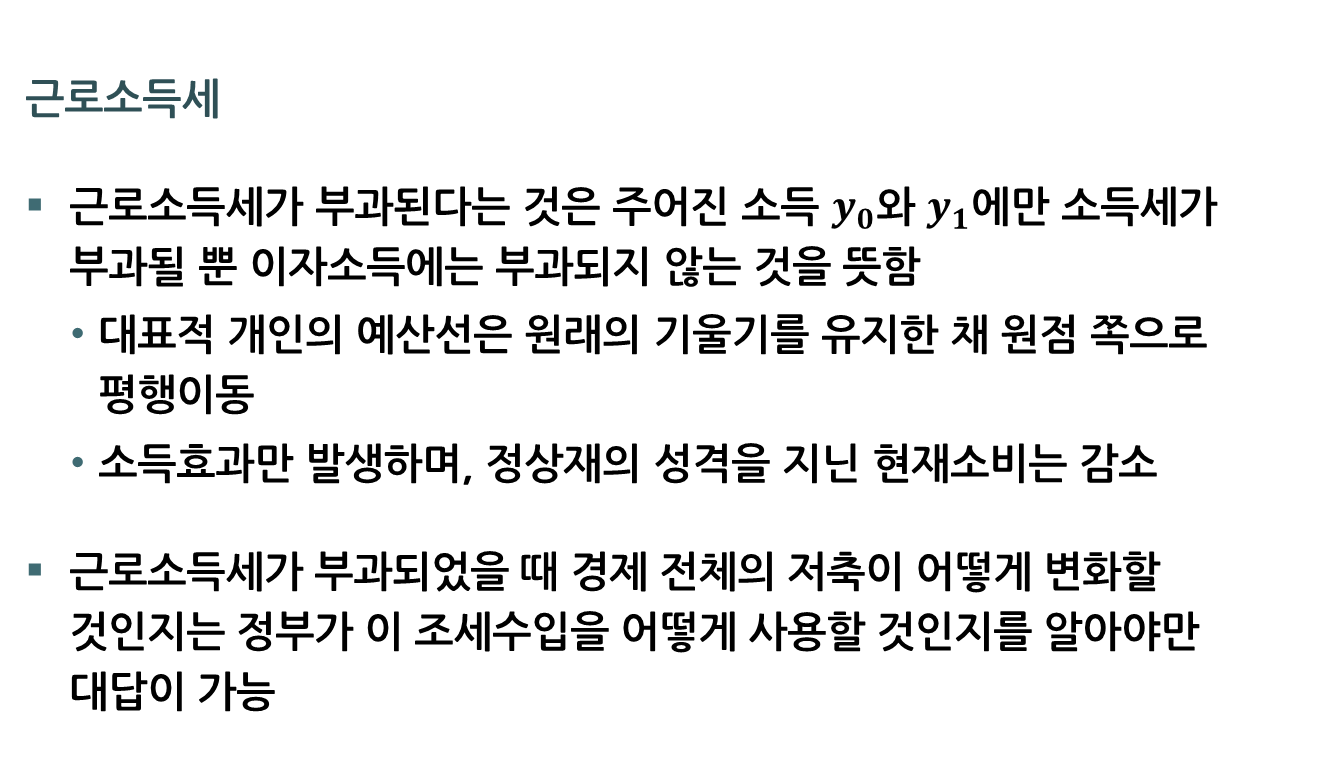 근로소득세
▪ 근로소득세가 부과된다는 것은 주어진 소득 y₀와 y₁에만 소득세가
부과될 뿐 이자소득에는 부과되지 않는 것을 뜻함
• 대표적 개인의 예산선은 원래의 기울기를 유지한 채 원점 쪽으로
평행이동
• 소득효과만 발생하며, 정상재의 성격을 지닌 현재소비는 감소
▪ 근로소득세가 부과되었을 때 경제 전체의 저축이 어떻게 변화할
것인지는 정부가 이 조세수입을 어떻게 사용할 것인지를 알아야만
대답이 가능